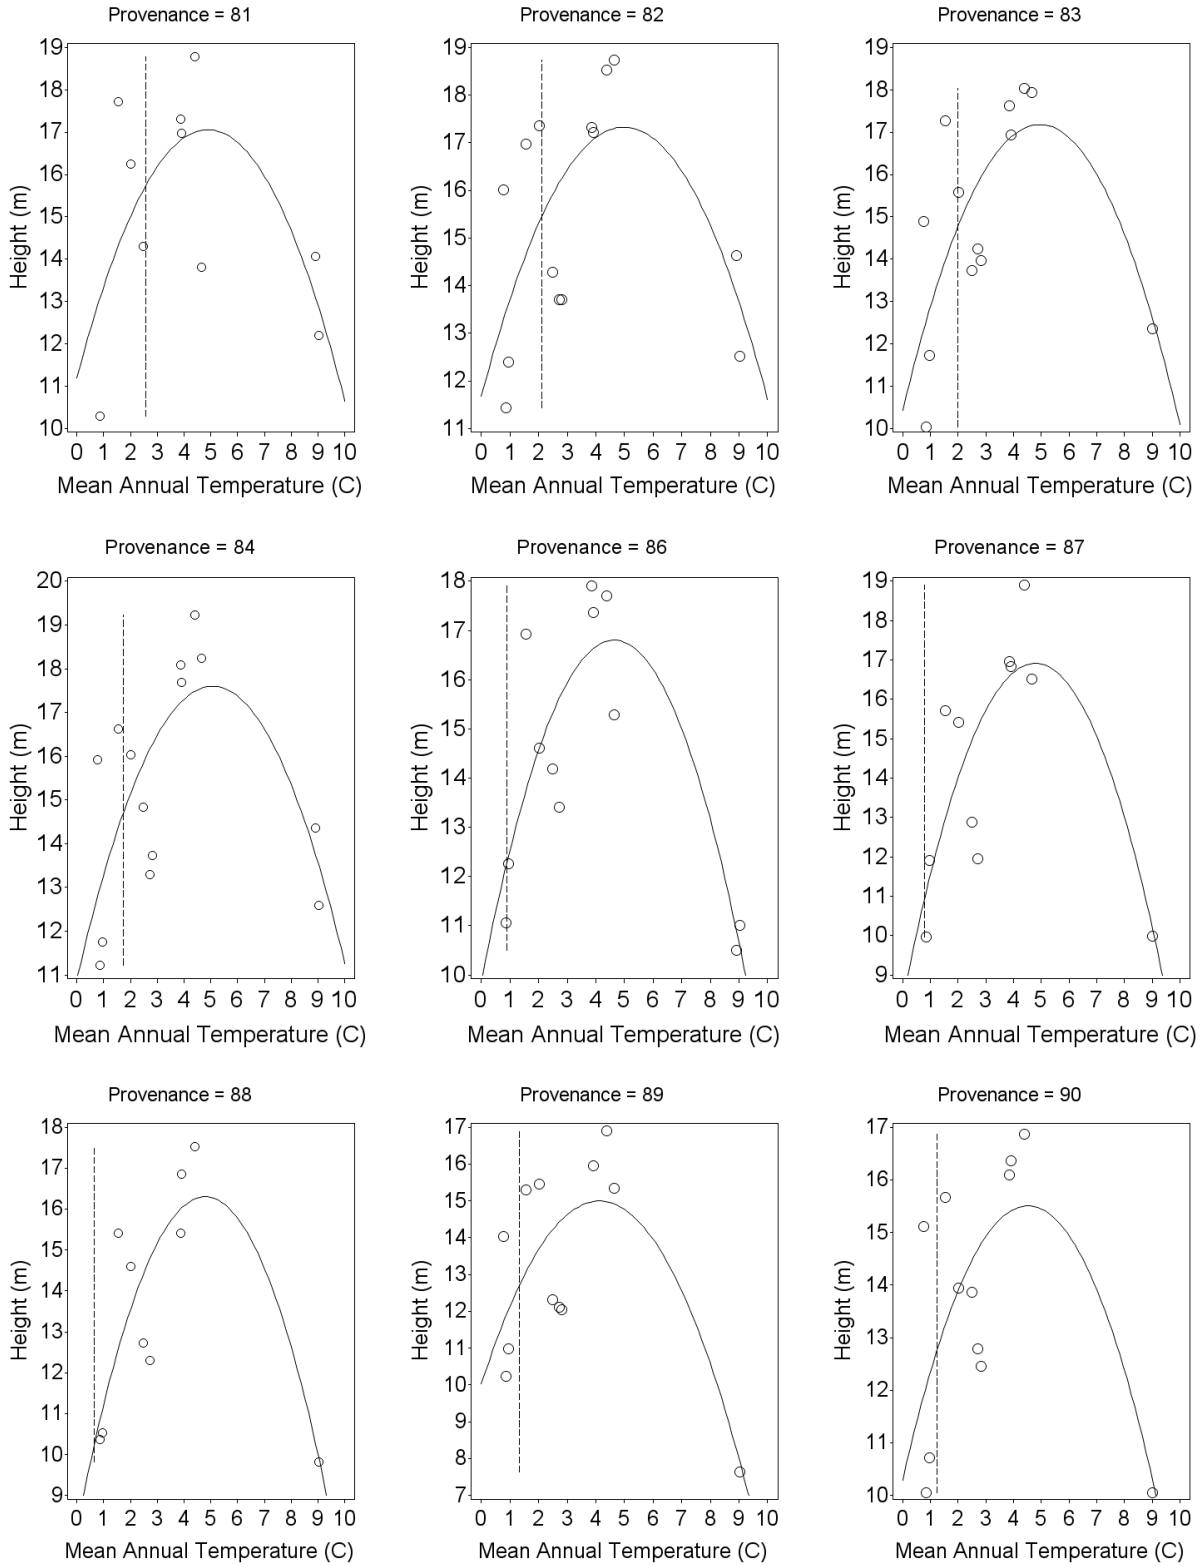 Provenance = 81
19
18
17
16
15
14
13
12
11
10
Height (m)
0 1 2 3 4 5 6 7 8 9 10
Mean Annual Temperature (C)
Provenance = 82
19
18
17
16
15
14
13
12
11
Height (m)
0 1 2 3 4 5 6 7 8 9 10
Mean Annual Temperature (C)
Provenance = 83
19
18
17
16
15
14
13
12
11
10
Height (m)
0 1 2 3 4 5 6 7 8 9 10
Mean Annual Temperature (C)
Provenance = 84
20
19
18
17
16
15
14
13
12
11
Height (m)
0 1 2 3 4 5 6 7 8 9 10
Mean Annual Temperature (C)
Provenance = 86
18
17
16
15
14
13
12
11
10
Height (m)
0 1 2 3 4 5 6 7 8 9 10
Mean Annual Temperature (C)
Provenance = 87
19
18
17
16
15
14
13
12
11
10
9
Height (m)
0 1 2 3 4 5 6 7 8 9 10
Mean Annual Temperature (C)
Provenance = 88
18
17
16
15
14
13
12
11
10
9
Height (m)
0 1 2 3 4 5 6 7 8 9 10
Mean Annual Temperature (C)
Provenance = 89
17
16
15
14
13
12
11
10
9
8
7
Height (m)
0 1 2 3 4 5 6 7 8 9 10
Mean Annual Temperature (C)
Provenance = 90
17
16
15
14
13
12
11
10
Height (m)
0 1 2 3 4 5 6 7 8 9 10
Mean Annual Temperature (C)